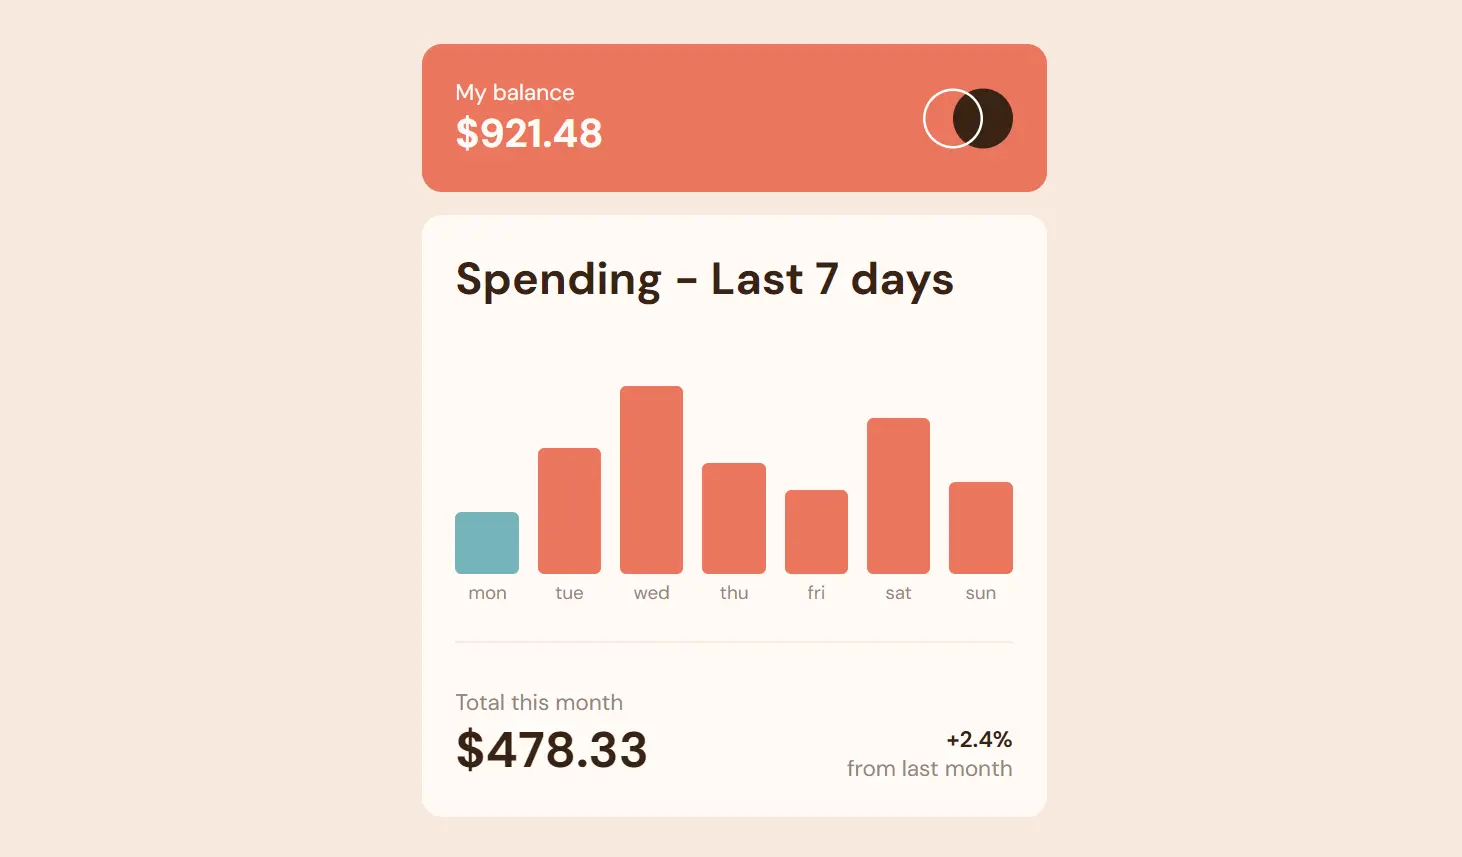 My balance
$921.48
Spending - Last 7 days
mon tue wed thu fri sat sun
Total this month
$478.33
+2.4%
from last month